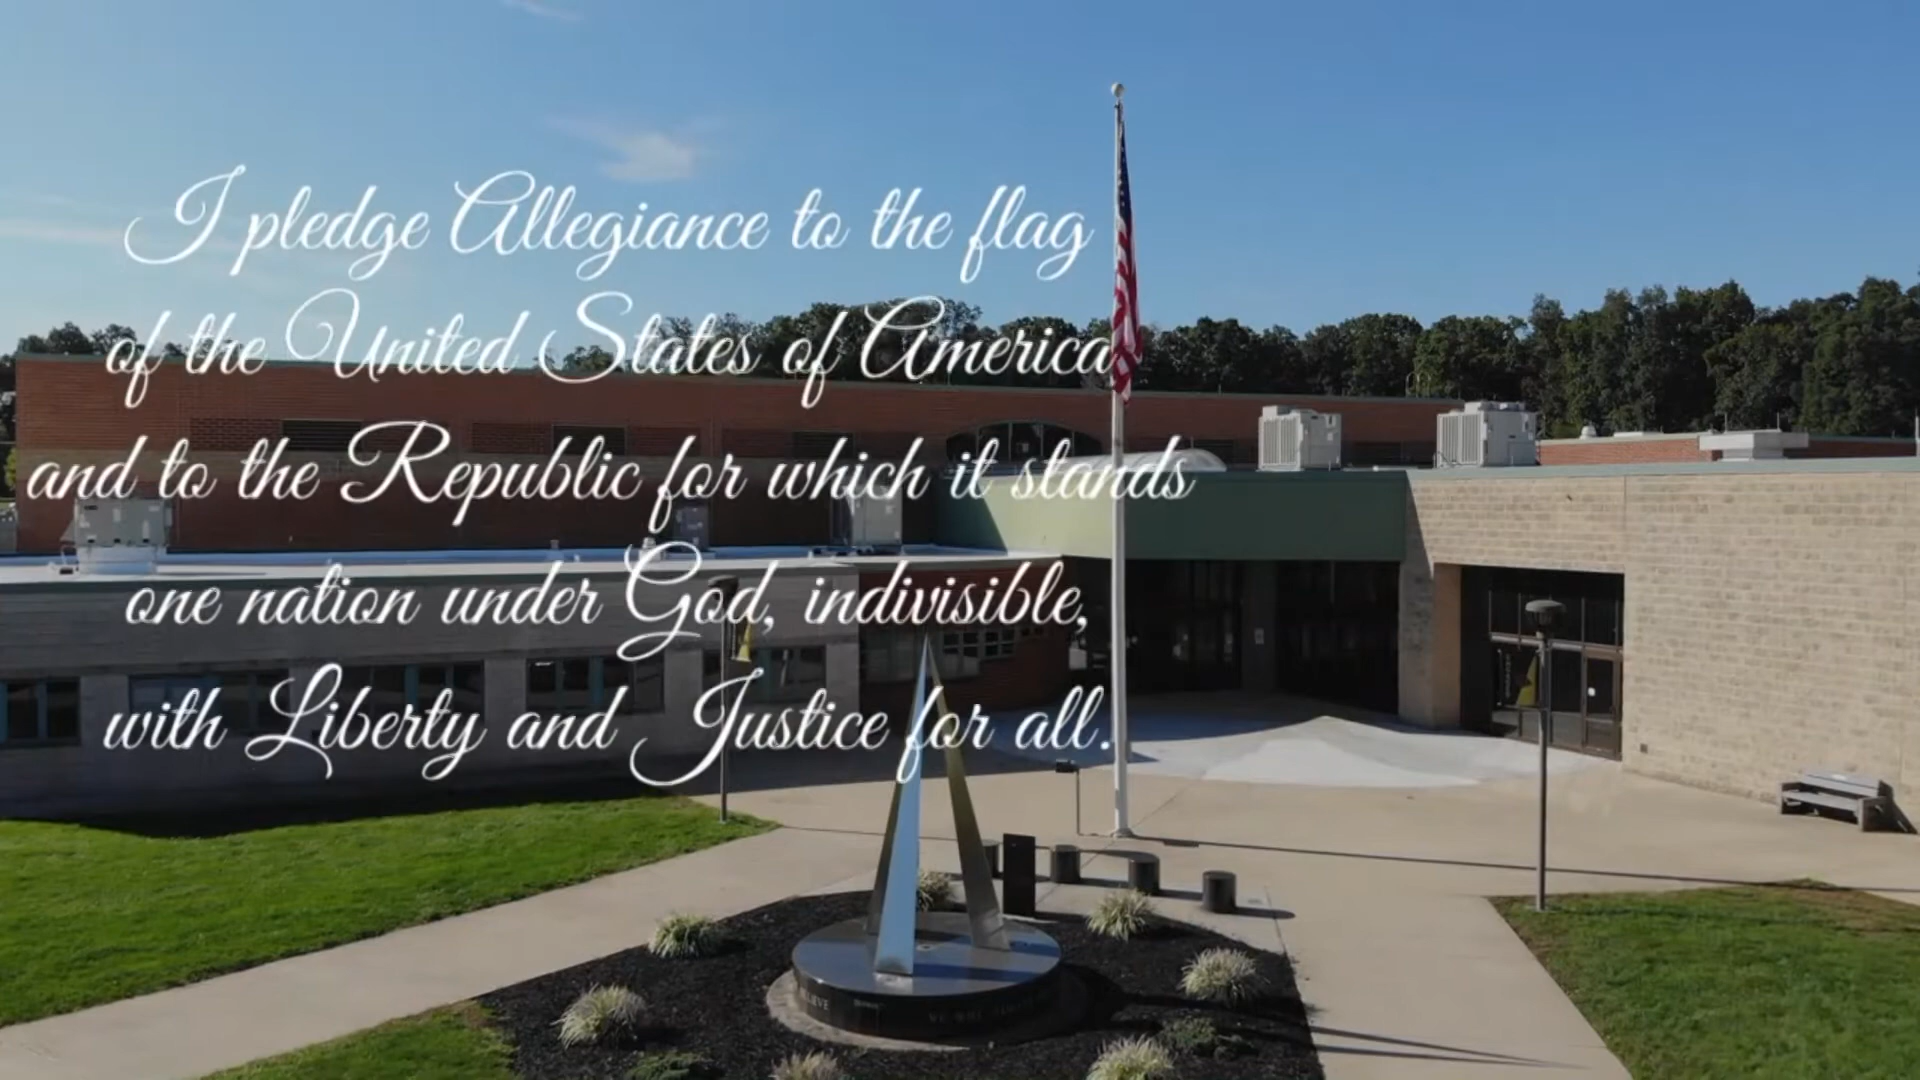 I pledge Allegiance to the flag
of the United States of America
and to the Republic for which it stands
one nation under God, indivisible,
with Liberty and Justice for all.